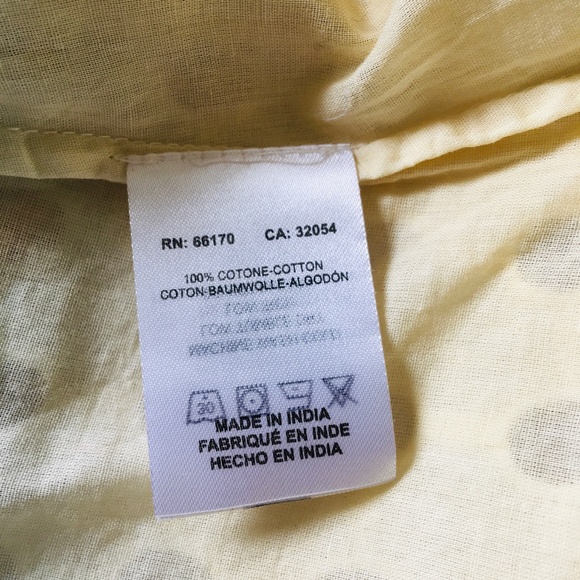 RN: 66170 CA: 32054
100% COTONE-COTTON
COTON-BAUMWOLLE-ALGODÓN
30
MADE IN INDIA
FABRIQUÉ EN INDE
HECHO EN INDIA